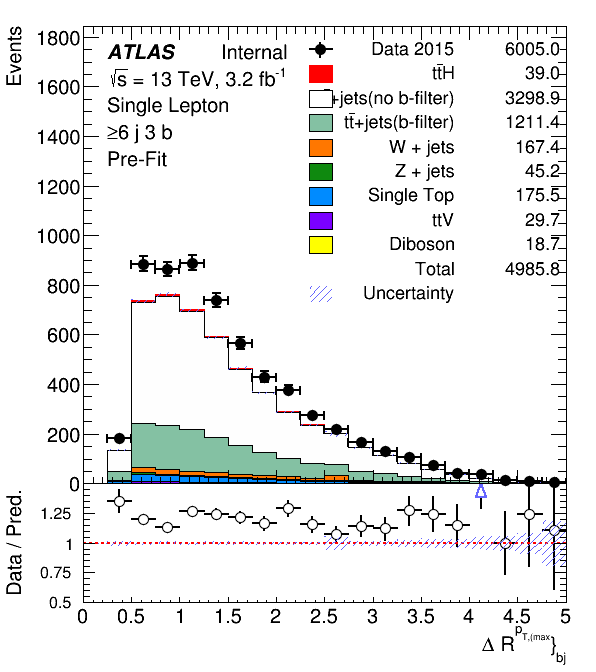 Events
1800
1600
1400
1200
1000
800
600
400
200
0
ATLAS Internal
√s = 13 TeV, 3.2 fb⁻¹
Single Lepton
≥6 j 3 b
Pre-Fit
Data 2015 6005.0
tt̄H 39.0
+jets(no b-filter) 3298.9
tt̄+jets(b-filter) 1211.4
W + jets 167.4
Z + jets 45.2
Single Top 175.5
ttV 29.7
Diboson 18.7
Total 4985.8
Uncertainty
Data / Pred.
1.25
1
0.75
0.5
0 0.5 1 1.5 2 2.5 3 3.5 4 4.5 5
Δ R^{p_{T,(max}}}_{bj}